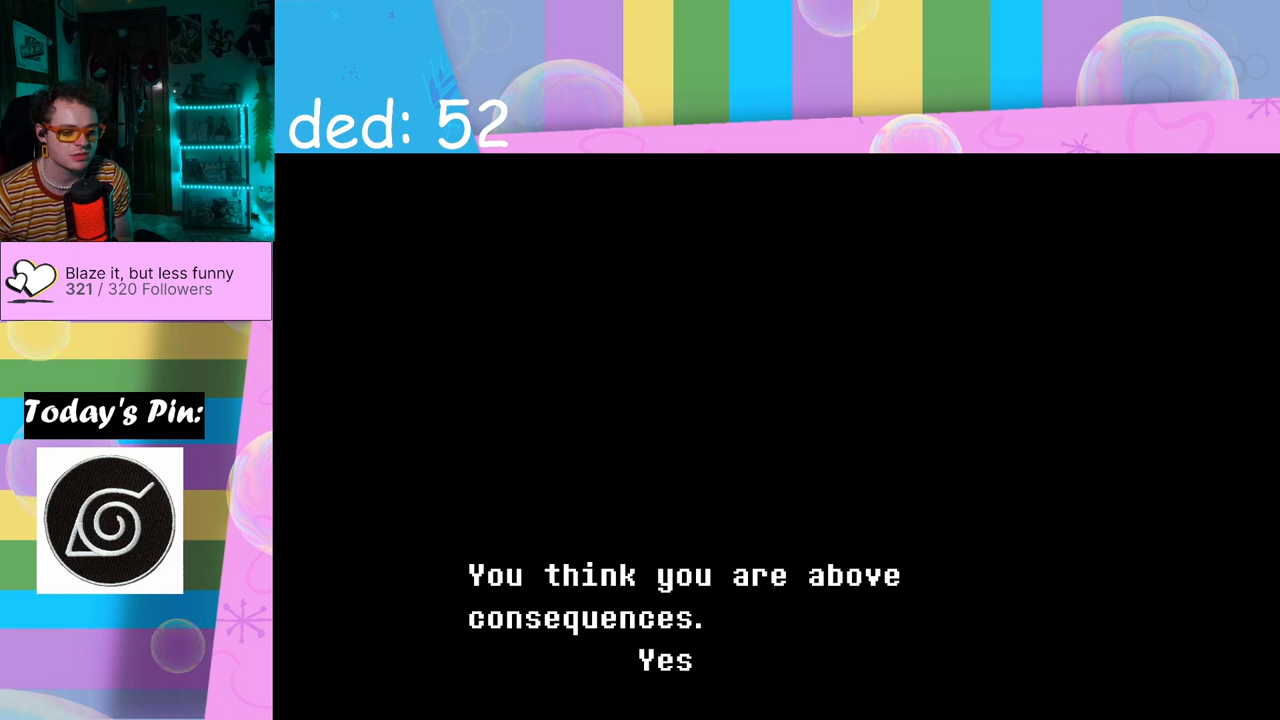 ded: 52
Blaze it, but less funny
321 / 320 Followers
Today's Pin:
You think you are above
consequences.
Yes